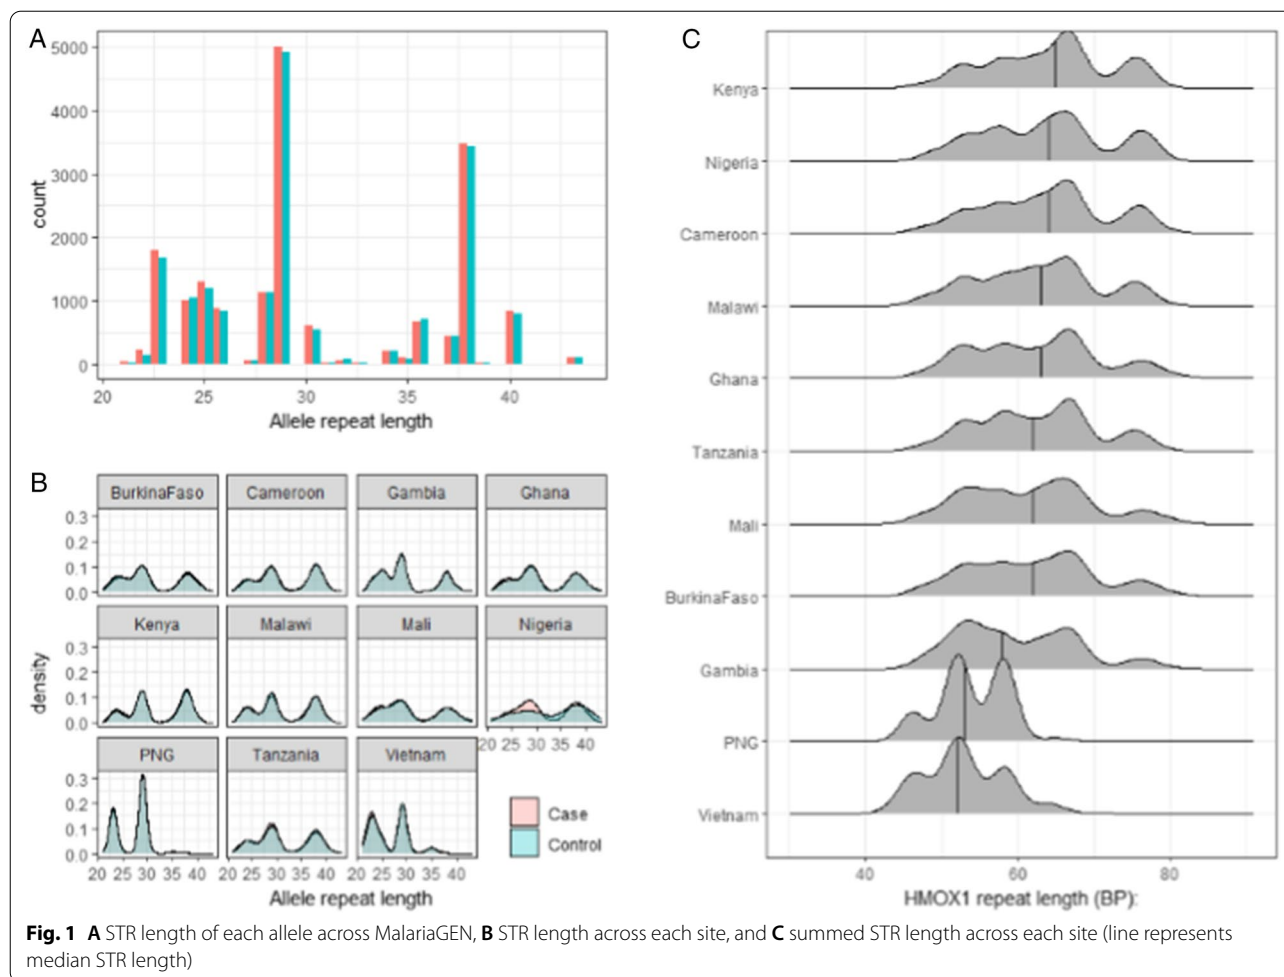 A
5000
4000
3000
2000
1000
0
count
20 25 30 35 40
Allele repeat length
B
BurkinaFaso Cameroon Gambia Ghana
0.3
0.2
0.1
0.0
Kenya Malawi Mali Nigeria
0.3
0.2
0.1
0.0
20 25 30 35 40
PNG Tanzania Vietnam
0.3
0.2
0.1
0.0
density
20 25 30 35 40 20 25 30 35 40 20 25 30 35 40
Allele repeat length
Case
Control
C
Kenya
Nigeria
Cameroon
Malawi
Ghana
Tanzania
Mali
BurkinaFaso
Gambia
PNG
Vietnam
40 60 80
HMOX1 repeat length (BP):
Fig. 1 A STR length of each allele across MalariaGEN, B STR length across each site, and C summed STR length across each site (line represents
median STR length)